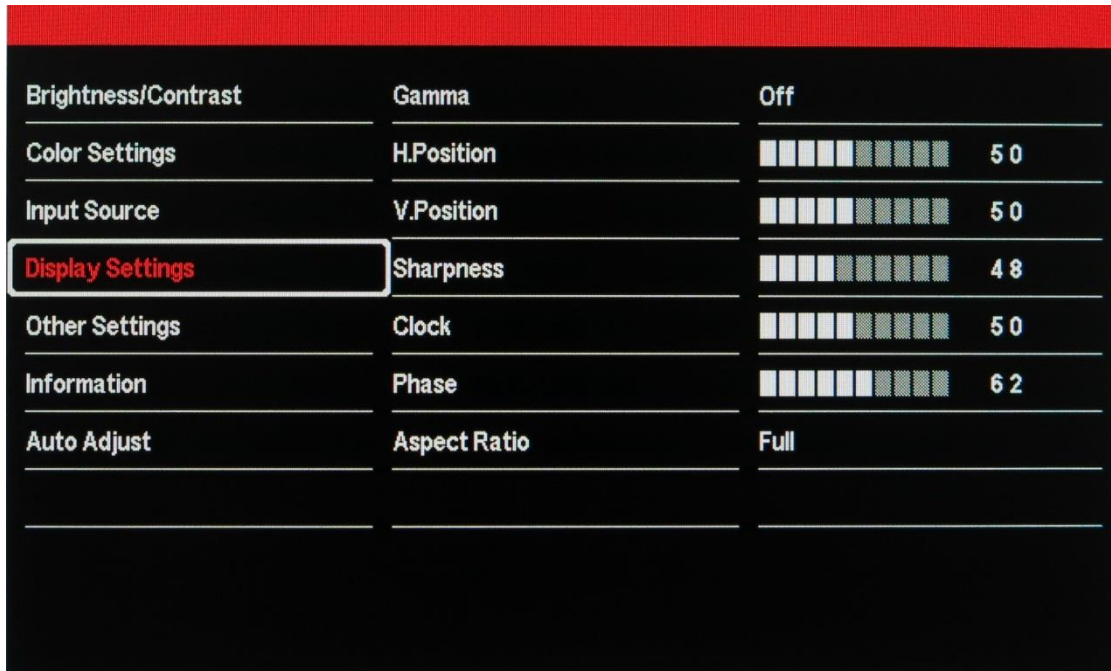 Brightness/Contrast Gamma Off
Color Settings H.Position 50
Input Source V.Position 50
Display Settings Sharpness 48
Other Settings Clock 50
Information Phase 62
Auto Adjust Aspect Ratio Full